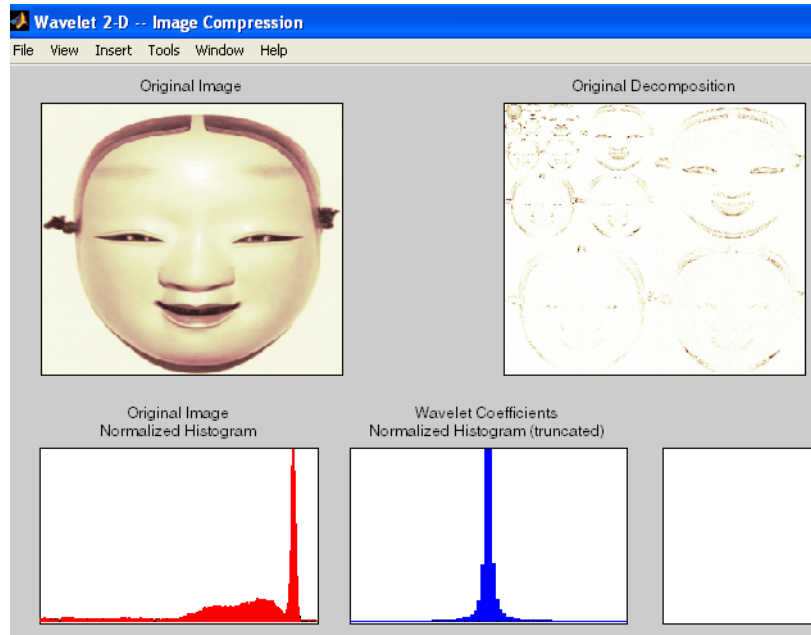 Wavelet 2-D -- Image Compression
File View Insert Tools Window Help
Original Image
Original Decomposition
Original Image
Normalized Histogram
Wavelet Coefficients
Normalized Histogram (truncated)